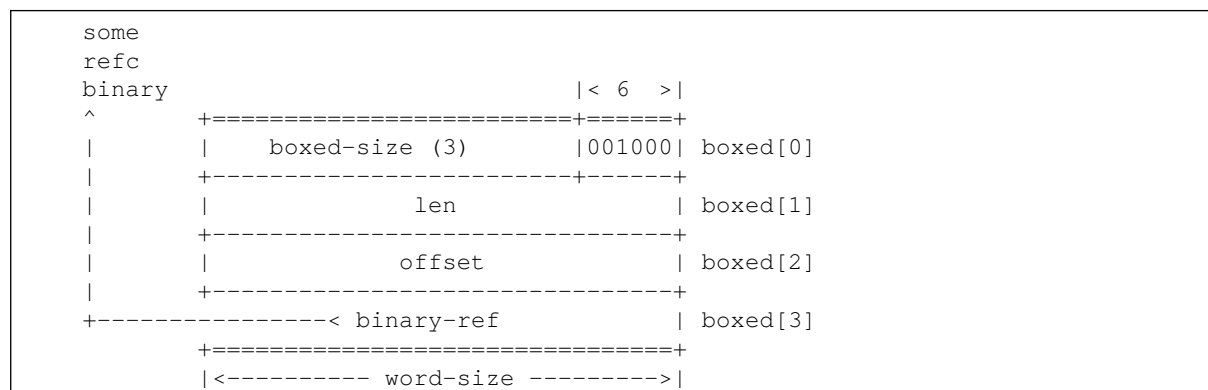 some
refc
binary                            |< 6  >|
^       +=========================+======+
|       |    boxed-size (3)       |001000| boxed[0]
|       +-------------------------+------+
|       |              len               | boxed[1]
|       +--------------------------------+
|       |             offset             | boxed[2]
|       +--------------------------------+
+----------------< binary-ref            | boxed[3]
        +================================+
        |<---------- word-size --------->|